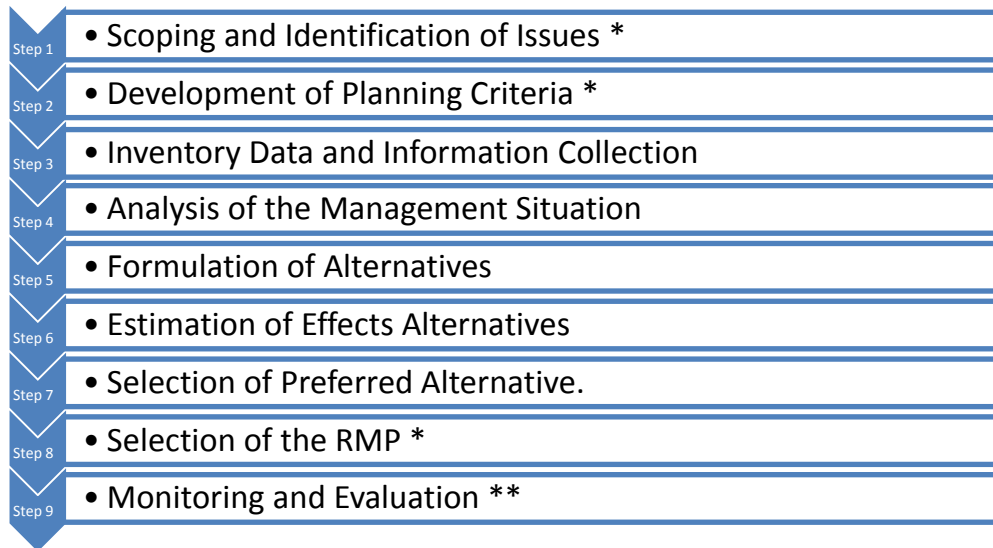 Step 1
• Scoping and Identification of Issues *
Step 2
• Development of Planning Criteria *
Step 3
• Inventory Data and Information Collection
Step 4
• Analysis of the Management Situation
Step 5
• Formulation of Alternatives
Step 6
• Estimation of Effects Alternatives
Step 7
• Selection of Preferred Alternative.
Step 8
• Selection of the RMP *
Step 9
• Monitoring and Evaluation **